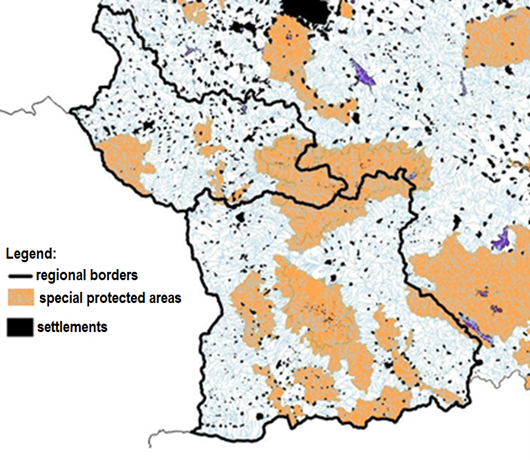 Legend:
regional borders
special protected areas
settlements